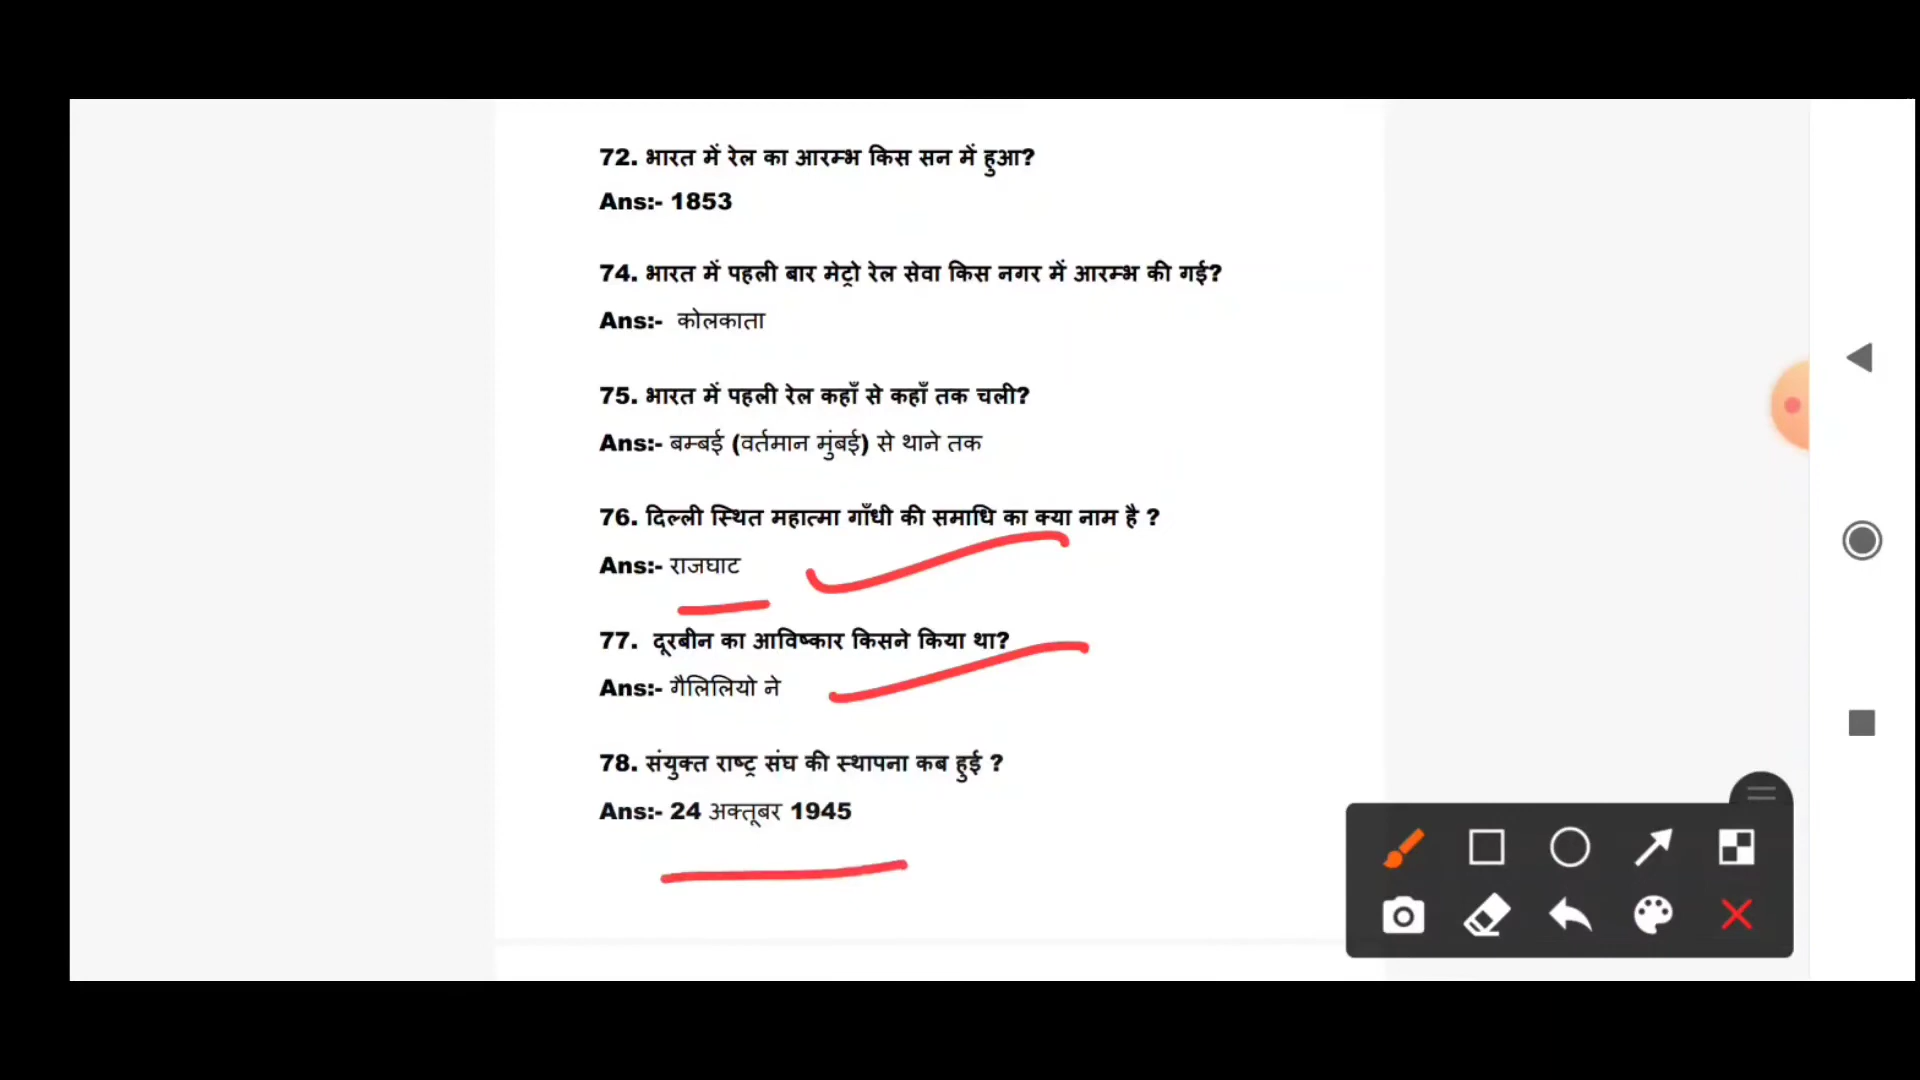 72. भारत में रेल का आरम्भ किस सन में हुआ?
Ans:- 1853
74. भारत में पहली बार मेट्रो रेल सेवा किस नगर में आरम्भ की गई?
Ans:- कोलकाता
75. भारत में पहली रेल कहाँ से कहाँ तक चली?
Ans:- बम्बई (वर्तमान मुंबई) से थाने तक
76. दिल्ली स्थित महात्मा गाँधी की समाधि का क्या नाम है ?
Ans:- राजघाट
77. दूरबीन का आविष्कार किसने किया था?
Ans:- गैलिलियो ने
78. संयुक्त राष्ट्र संघ की स्थापना कब हुई ?
Ans:- 24 अक्तूबर 1945